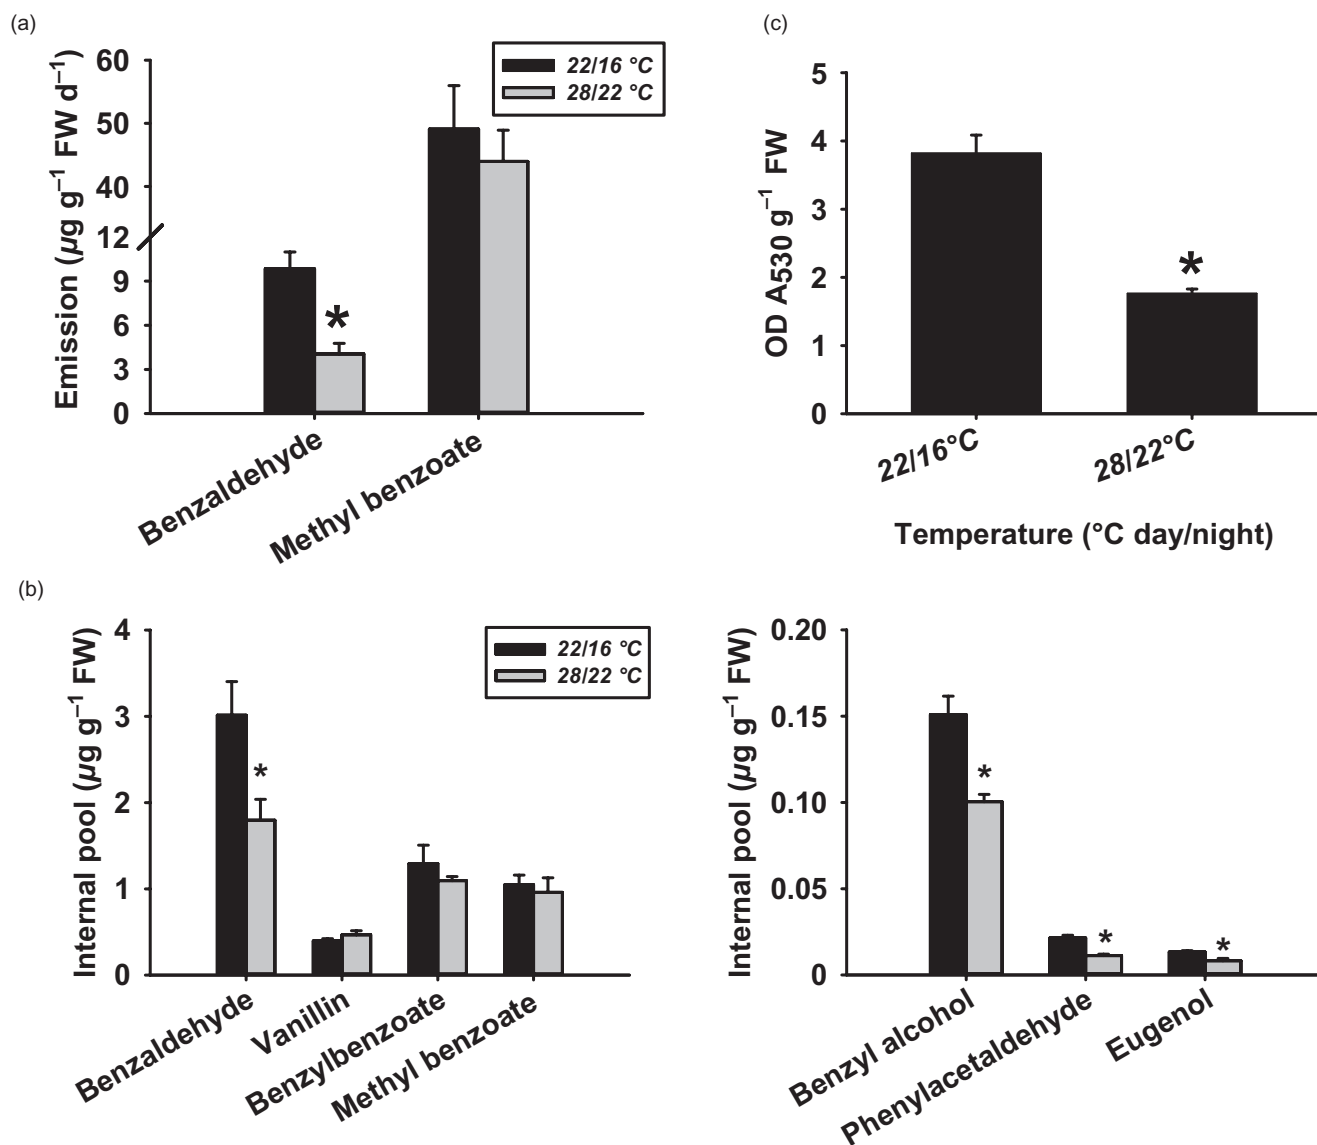 (a)
Emission (µg g⁻¹ FW d⁻¹)
60
50
40
12
9
6
3
0
22/16 °C
28/22 °C
*
Benzaldehyde
Methyl benzoate
(c)
OD A530 g⁻¹ FW
5
4
3
2
1
0
*
22/16°C
28/22°C
Temperature (°C day/night)
(b)
Internal pool (µg g⁻¹ FW)
4
3
2
1
0
22/16 °C
28/22 °C
*
Benzaldehyde
Vanillin
Benzylbenzoate
Methyl benzoate
Internal pool (µg g⁻¹ FW)
0.20
0.15
0.10
0.05
0
*
*
*
Benzyl alcohol
Phenylacetaldehyde
Eugenol